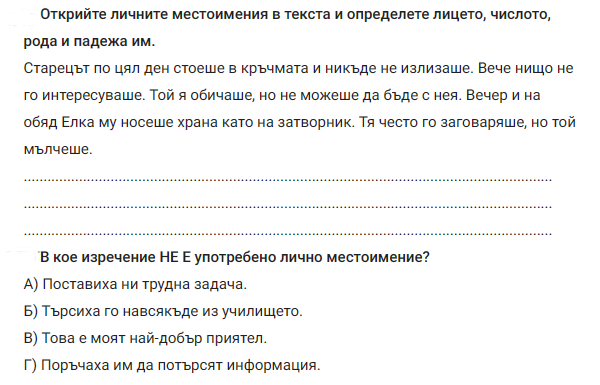 Открийте личните местоимения в текста и определете лицето, числото,
рода и падежа им.
Старецът по цял ден стоеше в кръчмата и никъде не излизаше. Вече нищо не
го интересуваше. Той я обичаше, но не можеше да бъде с нея. Вечер и на
обяд Елка му носеше храна като на затворник. Тя често го заговаряше, но той
мълчеше.
..............................................................................................................................
..............................................................................................................................
..............................................................................................................................
В кое изречение НЕ Е употребено лично местоимение?
А) Поставиха ни трудна задача.
Б) Търсиха го навсякъде из училището.
В) Това е моят най-добър приятел.
Г) Поръчаха им да потърсят информация.